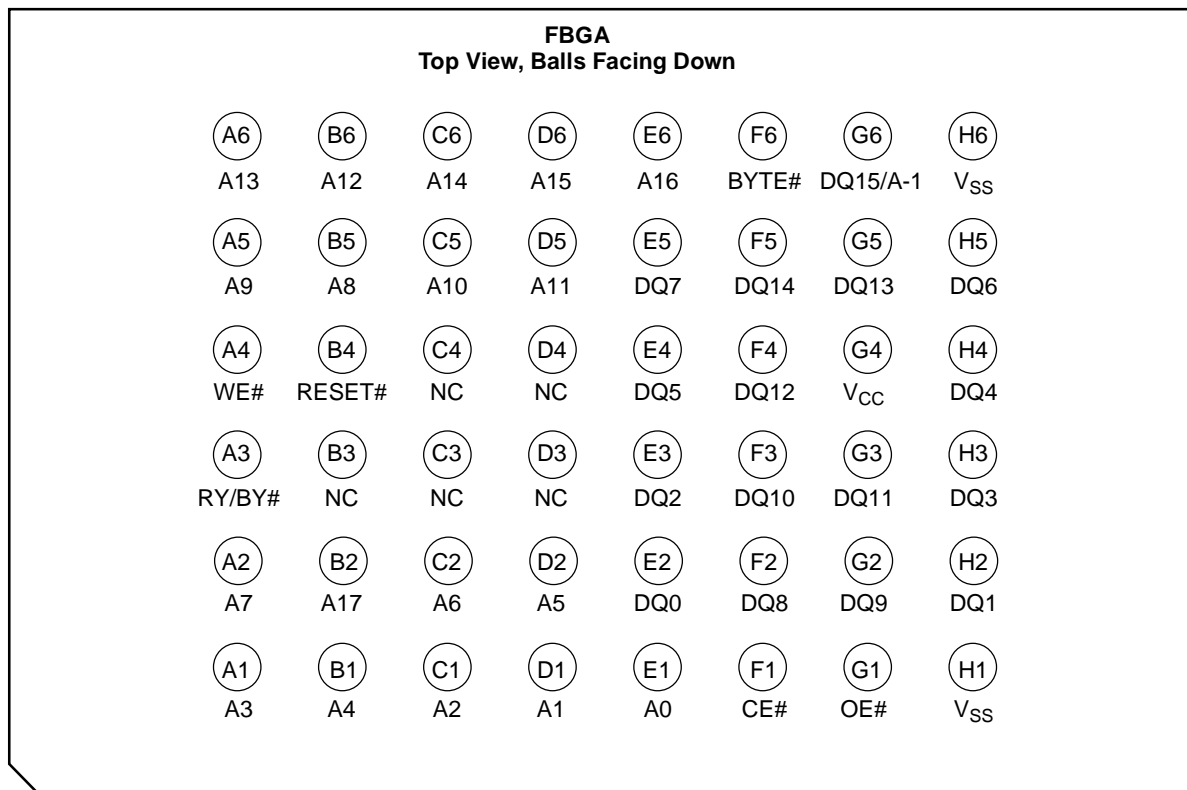 FBGA
Top View, Balls Facing Down
A6 B6 C6 D6 E6 F6 G6 H6
A13 A12 A14 A15 A16 BYTE# DQ15/A-1 VSS
A5 B5 C5 D5 E5 F5 G5 H5
A9 A8 A10 A11 DQ7 DQ14 DQ13 DQ6
A4 B4 C4 D4 E4 F4 G4 H4
WE# RESET# NC NC DQ5 DQ12 VCC DQ4
A3 B3 C3 D3 E3 F3 G3 H3
RY/BY# NC NC NC DQ2 DQ10 DQ11 DQ3
A2 B2 C2 D2 E2 F2 G2 H2
A7 A17 A6 A5 DQ0 DQ8 DQ9 DQ1
A1 B1 C1 D1 E1 F1 G1 H1
A3 A4 A2 A1 A0 CE# OE# VSS